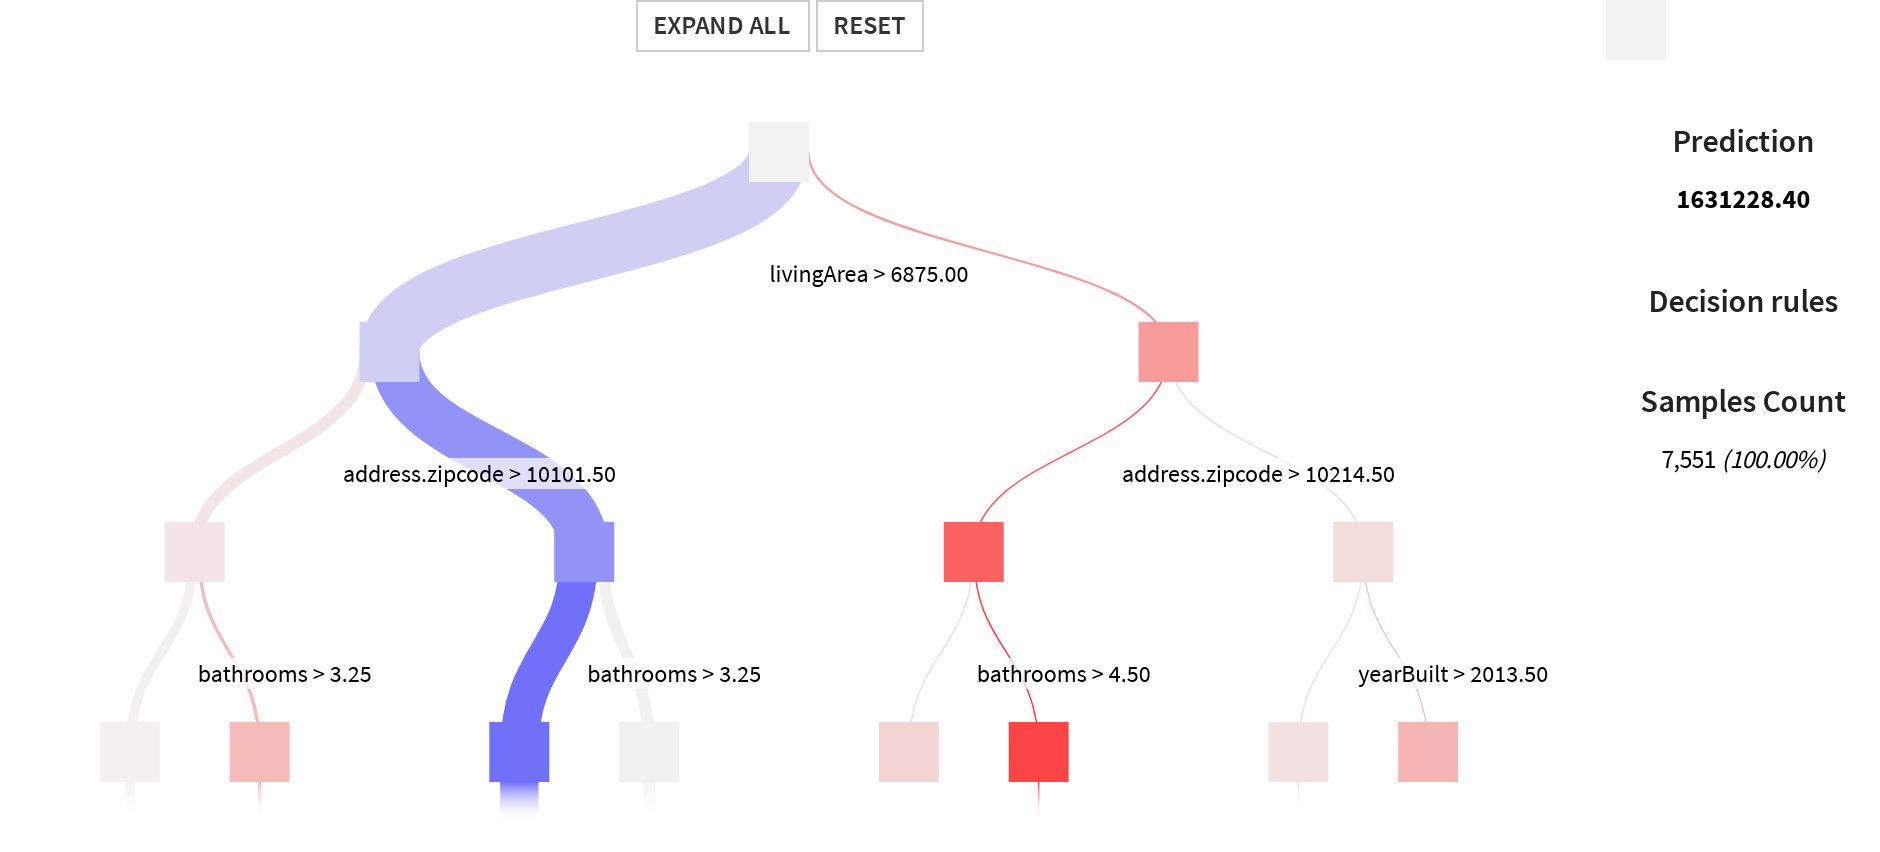 EXPAND ALL
RESET
Prediction
1631228.40
livingArea > 6875.00
Decision rules
Samples Count
7,551 (100.00%)
address.zipcode > 10101.50
address.zipcode > 10214.50
bathrooms > 3.25
bathrooms > 3.25
bathrooms > 4.50
yearBuilt > 2013.50